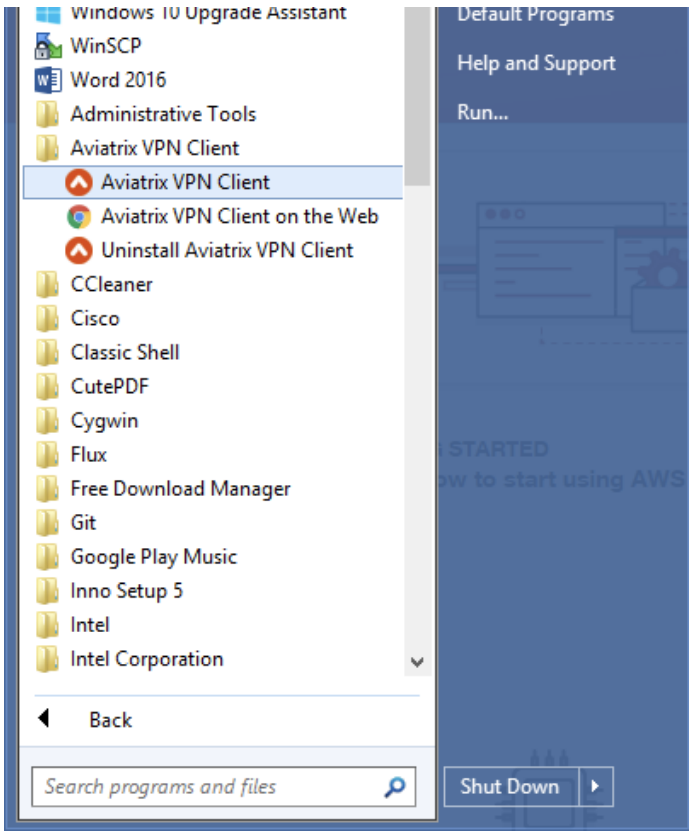 Windows 10 Upgrade Assistant
WinSCP
Word 2016
Administrative Tools
Aviatrix VPN Client
Aviatrix VPN Client
Aviatrix VPN Client on the Web
Uninstall Aviatrix VPN Client
CCleaner
Cisco
Classic Shell
CutePDF
Cygwin
Flux
Free Download Manager
Git
Google Play Music
Inno Setup 5
Intel
Intel Corporation
Back
Search programs and files
Default Programs
Help and Support
Run...
STARTED
ow to start using AWS
Shut Down